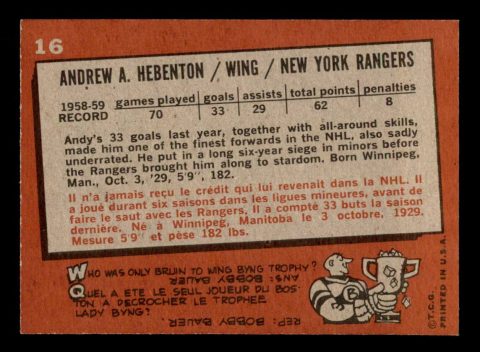 16
ANDREW A. HEBENTON / WING / NEW YORK RANGERS
1958-59 games played goals assists total points penalties
RECORD 70 33 29 62 8
Andy's 33 goals last year, together with all-around skills,
made him one of the finest forwards in the NHL, also sadly
underrated. He put in a long six-year siege in minors before
the Rangers brought him along to stardom. Born Winnipeg,
Man., Oct. 3, '29, 5'9", 182.
Il n'a jamais reçu le crédit qui lui revenait dans la NHL. Il
a joué durant six saisons dans les ligues mineures, avant de
faire le saut avec les Rangers. Il a compté 33 buts la saison
dernière. Né à Winnipeg, Manitoba le 3 octobre. 1929.
Mesure 5'9" et pèse 182 lbs.
WHO WAS ONLY BRUIN TO WING BYNG TROPHY?
ANS: BOBBY BAUER
QUEL A ETE LE SEUL JOUEUR DU BOS-
TON A DECROCHER LE TROPHEE
LADY BYNG?
REP: BOBBY BAUER
B
©T.C.G. PRINTED IN U.S.A.